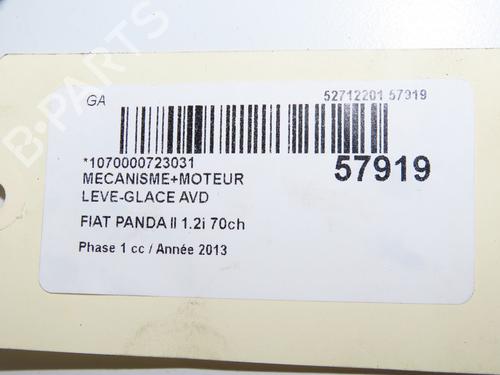 B-PARTS
GA 52712201 57919
*1070000723031
MECANISME+MOTEUR
LEVE-GLACE AVD
57919
FIAT PANDA II 1.2i 70ch
Phase 1 cc / Année 2013